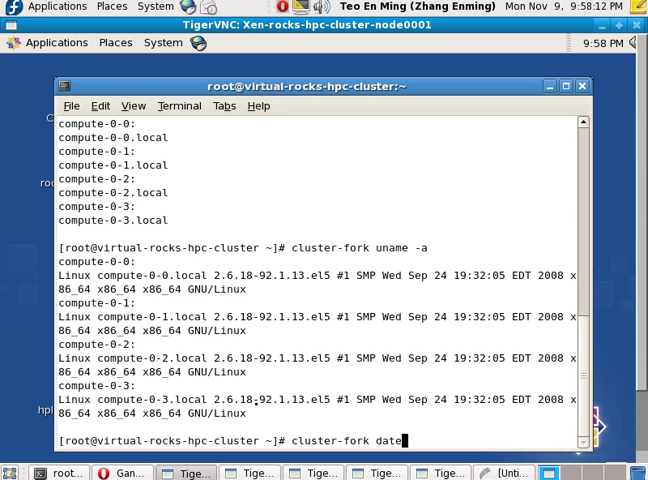 Places System Teo En Ming (Zhang Enming) Mon Nov 9, 9:58:12 PM
TigerVNC: Xen-rocks-hpc-cluster-node0001
Applications Places System 9:58 PM
root@virtual-rocks-hpc-cluster:~
File Edit View Terminal Tabs Help
compute-0-0:
compute-0-0.local
compute-0-1:
compute-0-1.local
compute-0-2:
compute-0-2.local
compute-0-3:
compute-0-3.local
[root@virtual-rocks-hpc-cluster ~]# cluster-fork uname -a
compute-0-0:
Linux compute-0-0.local 2.6.18-92.1.13.el5 #1 SMP Wed Sep 24 19:32:05 EDT 2008 x
86_64 x86_64 x86_64 GNU/Linux
compute-0-1:
Linux compute-0-1.local 2.6.18-92.1.13.el5 #1 SMP Wed Sep 24 19:32:05 EDT 2008 x
86_64 x86_64 x86_64 GNU/Linux
compute-0-2:
Linux compute-0-2.local 2.6.18-92.1.13.el5 #1 SMP Wed Sep 24 19:32:05 EDT 2008 x
86_64 x86_64 x86_64 GNU/Linux
compute-0-3:
Linux compute-0-3.local 2.6.18-92.1.13.el5 #1 SMP Wed Sep 24 19:32:05 EDT 2008 x
86_64 x86_64 x86_64 GNU/Linux
[root@virtual-rocks-hpc-cluster ~]# cluster-fork date
hpl
root... Gan... Tige... Tige... Tige... Tige... Tige... [Unti...